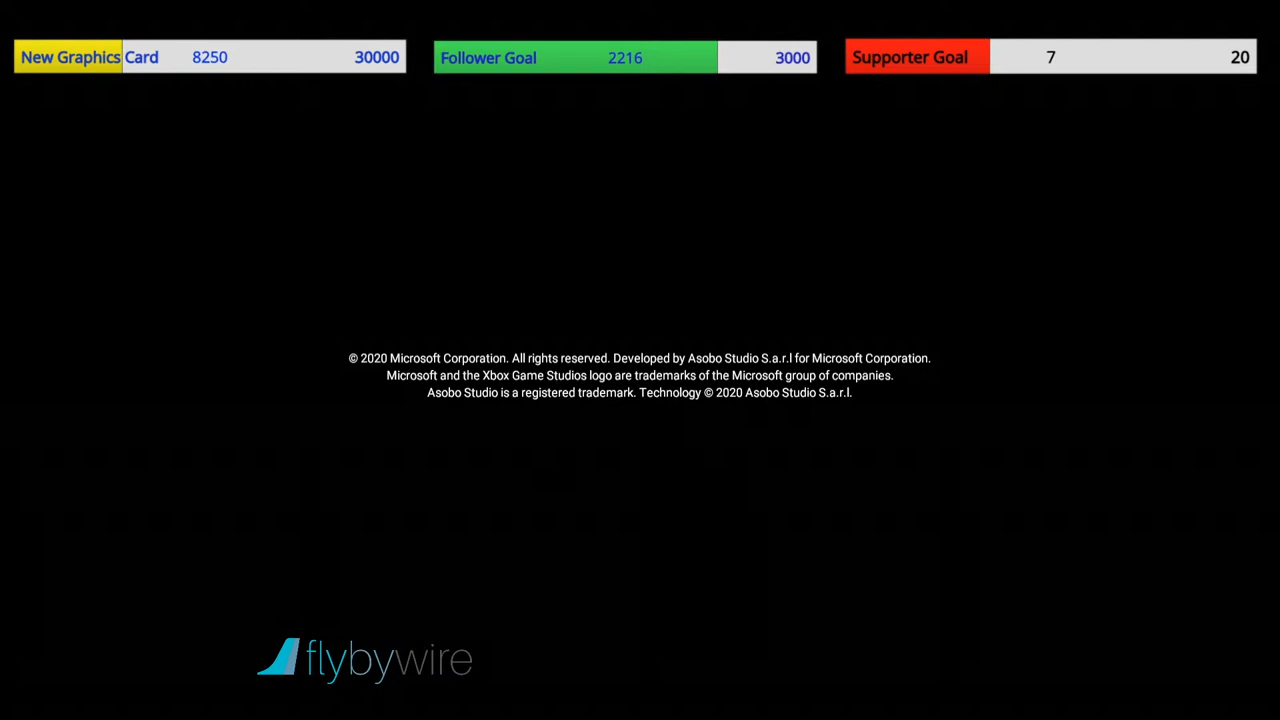 New Graphics Card 8250 30000
Follower Goal 2216 3000
Supporter Goal 7 20
© 2020 Microsoft Corporation. All rights reserved. Developed by Asobo Studio S.a.r.l for Microsoft Corporation.
Microsoft and the Xbox Game Studios logo are trademarks of the Microsoft group of companies.
Asobo Studio is a registered trademark. Technology © 2020 Asobo Studio S.a.r.l.
flybywire